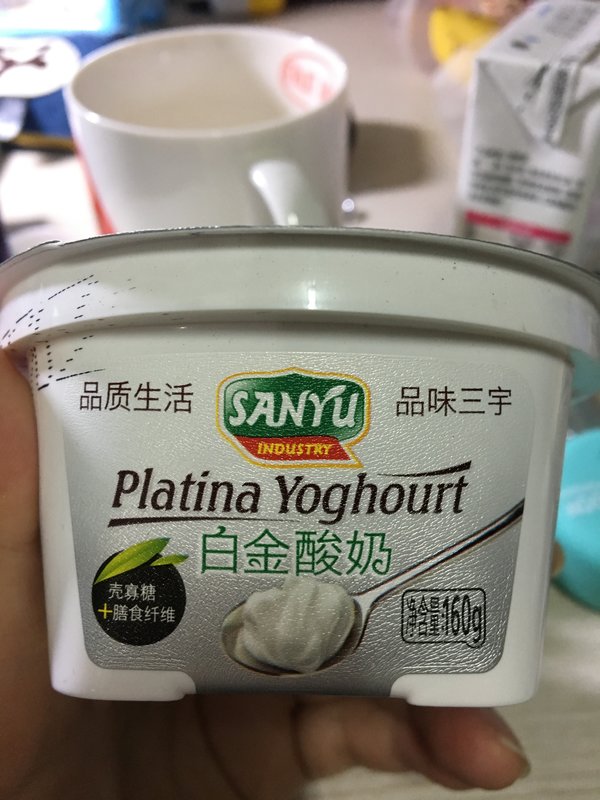 品质生活
SANYU
INDUSTRY
品味三宇
Platina Yoghourt
白金酸奶
壳寡糖
+膳食纤维
净含量160g